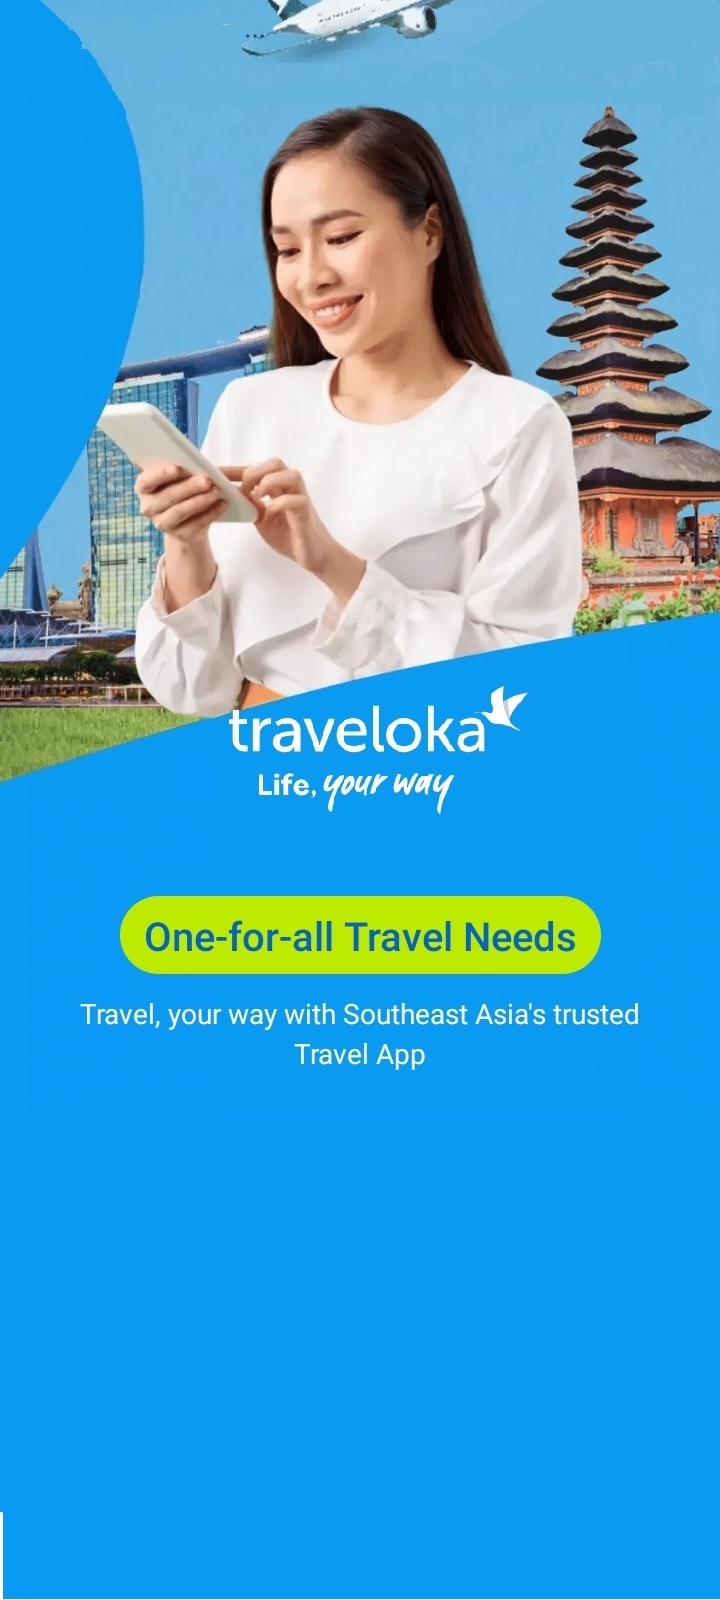 traveloka
Life, your way
One-for-all Travel Needs
Travel, your way with Southeast Asia's trusted
Travel App